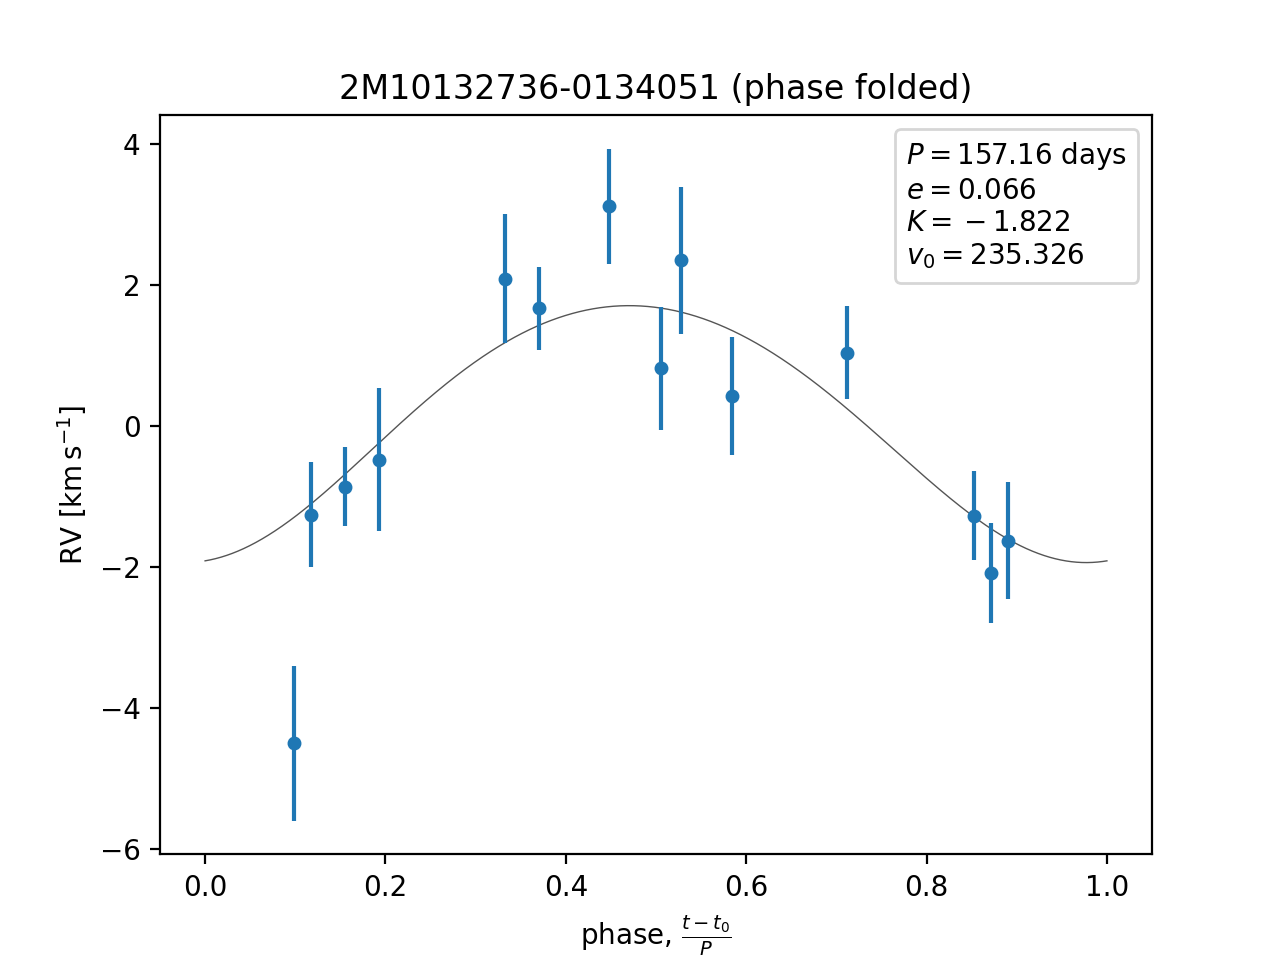 2M10132736-0134051 (phase folded)
P = 157.16 days
e = 0.066
K = −1.822
v₀ = 235.326
4
2
0
−2
−4
−6
RV [km s⁻¹]
0.0 0.2 0.4 0.6 0.8 1.0
phase, (t − t₀)/P